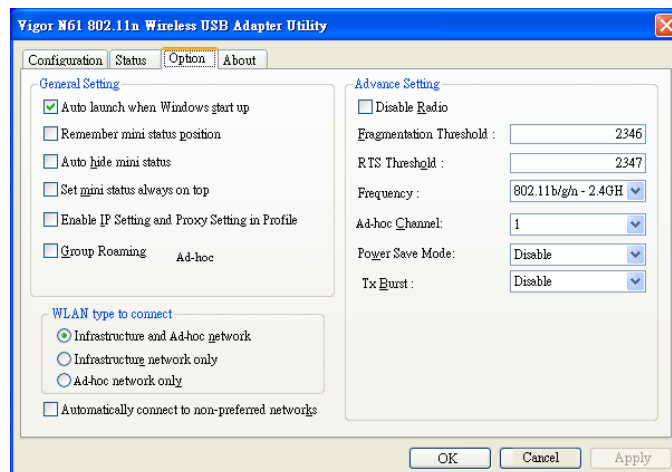 Vigor N61 802.11n Wireless USB Adapter Utility
Configuration Status Option About
General Setting
Auto launch when Windows start up
Remember mini status position
Auto hide mini status
Set mini status always on top
Enable IP Setting and Proxy Setting in Profile
Group Roaming Ad-hoc
WLAN type to connect
Infrastructure and Ad-hoc network
Infrastructure network only
Ad-hoc network only
Automatically connect to non-preferred networks
Advance Setting
Disable Radio
Fragmentation Threshold : 2346
RTS Threshold : 2347
Frequency : 802.11b/g/n - 2.4GH
Ad-hoc Channel: 1
Power Save Mode: Disable
Tx Burst : Disable
OK Cancel Apply